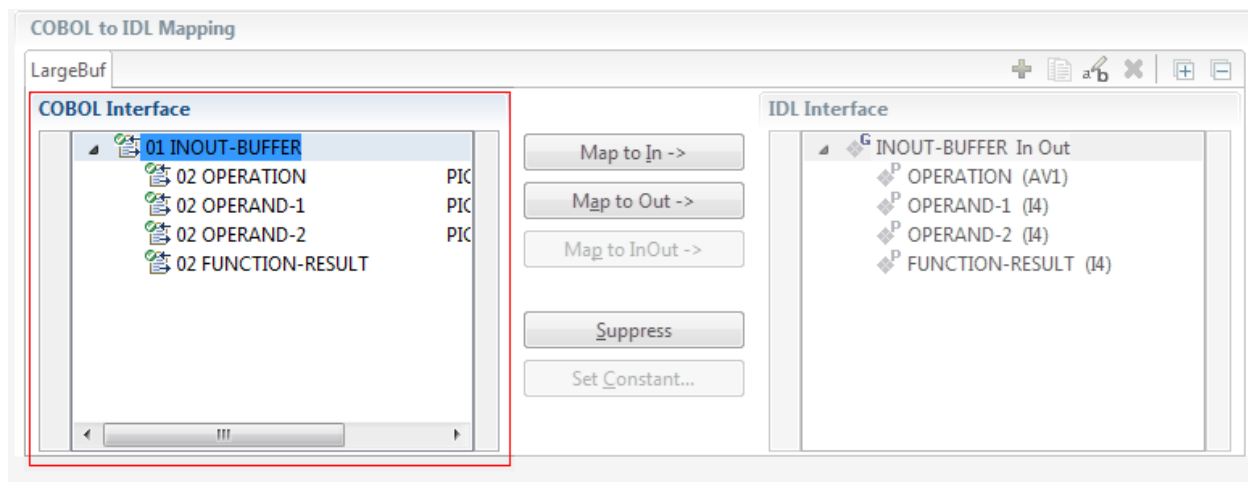 COBOL to IDL Mapping
LargeBuf
COBOL Interface
01 INOUT-BUFFER
02 OPERATION PIC
02 OPERAND-1 PIC
02 OPERAND-2 PIC
02 FUNCTION-RESULT
Map to In ->
Map to Out ->
Map to InOut ->
Suppress
Set Constant...
IDL Interface
INOUT-BUFFER In Out
OPERATION (AV1)
OPERAND-1 (I4)
OPERAND-2 (I4)
FUNCTION-RESULT (I4)